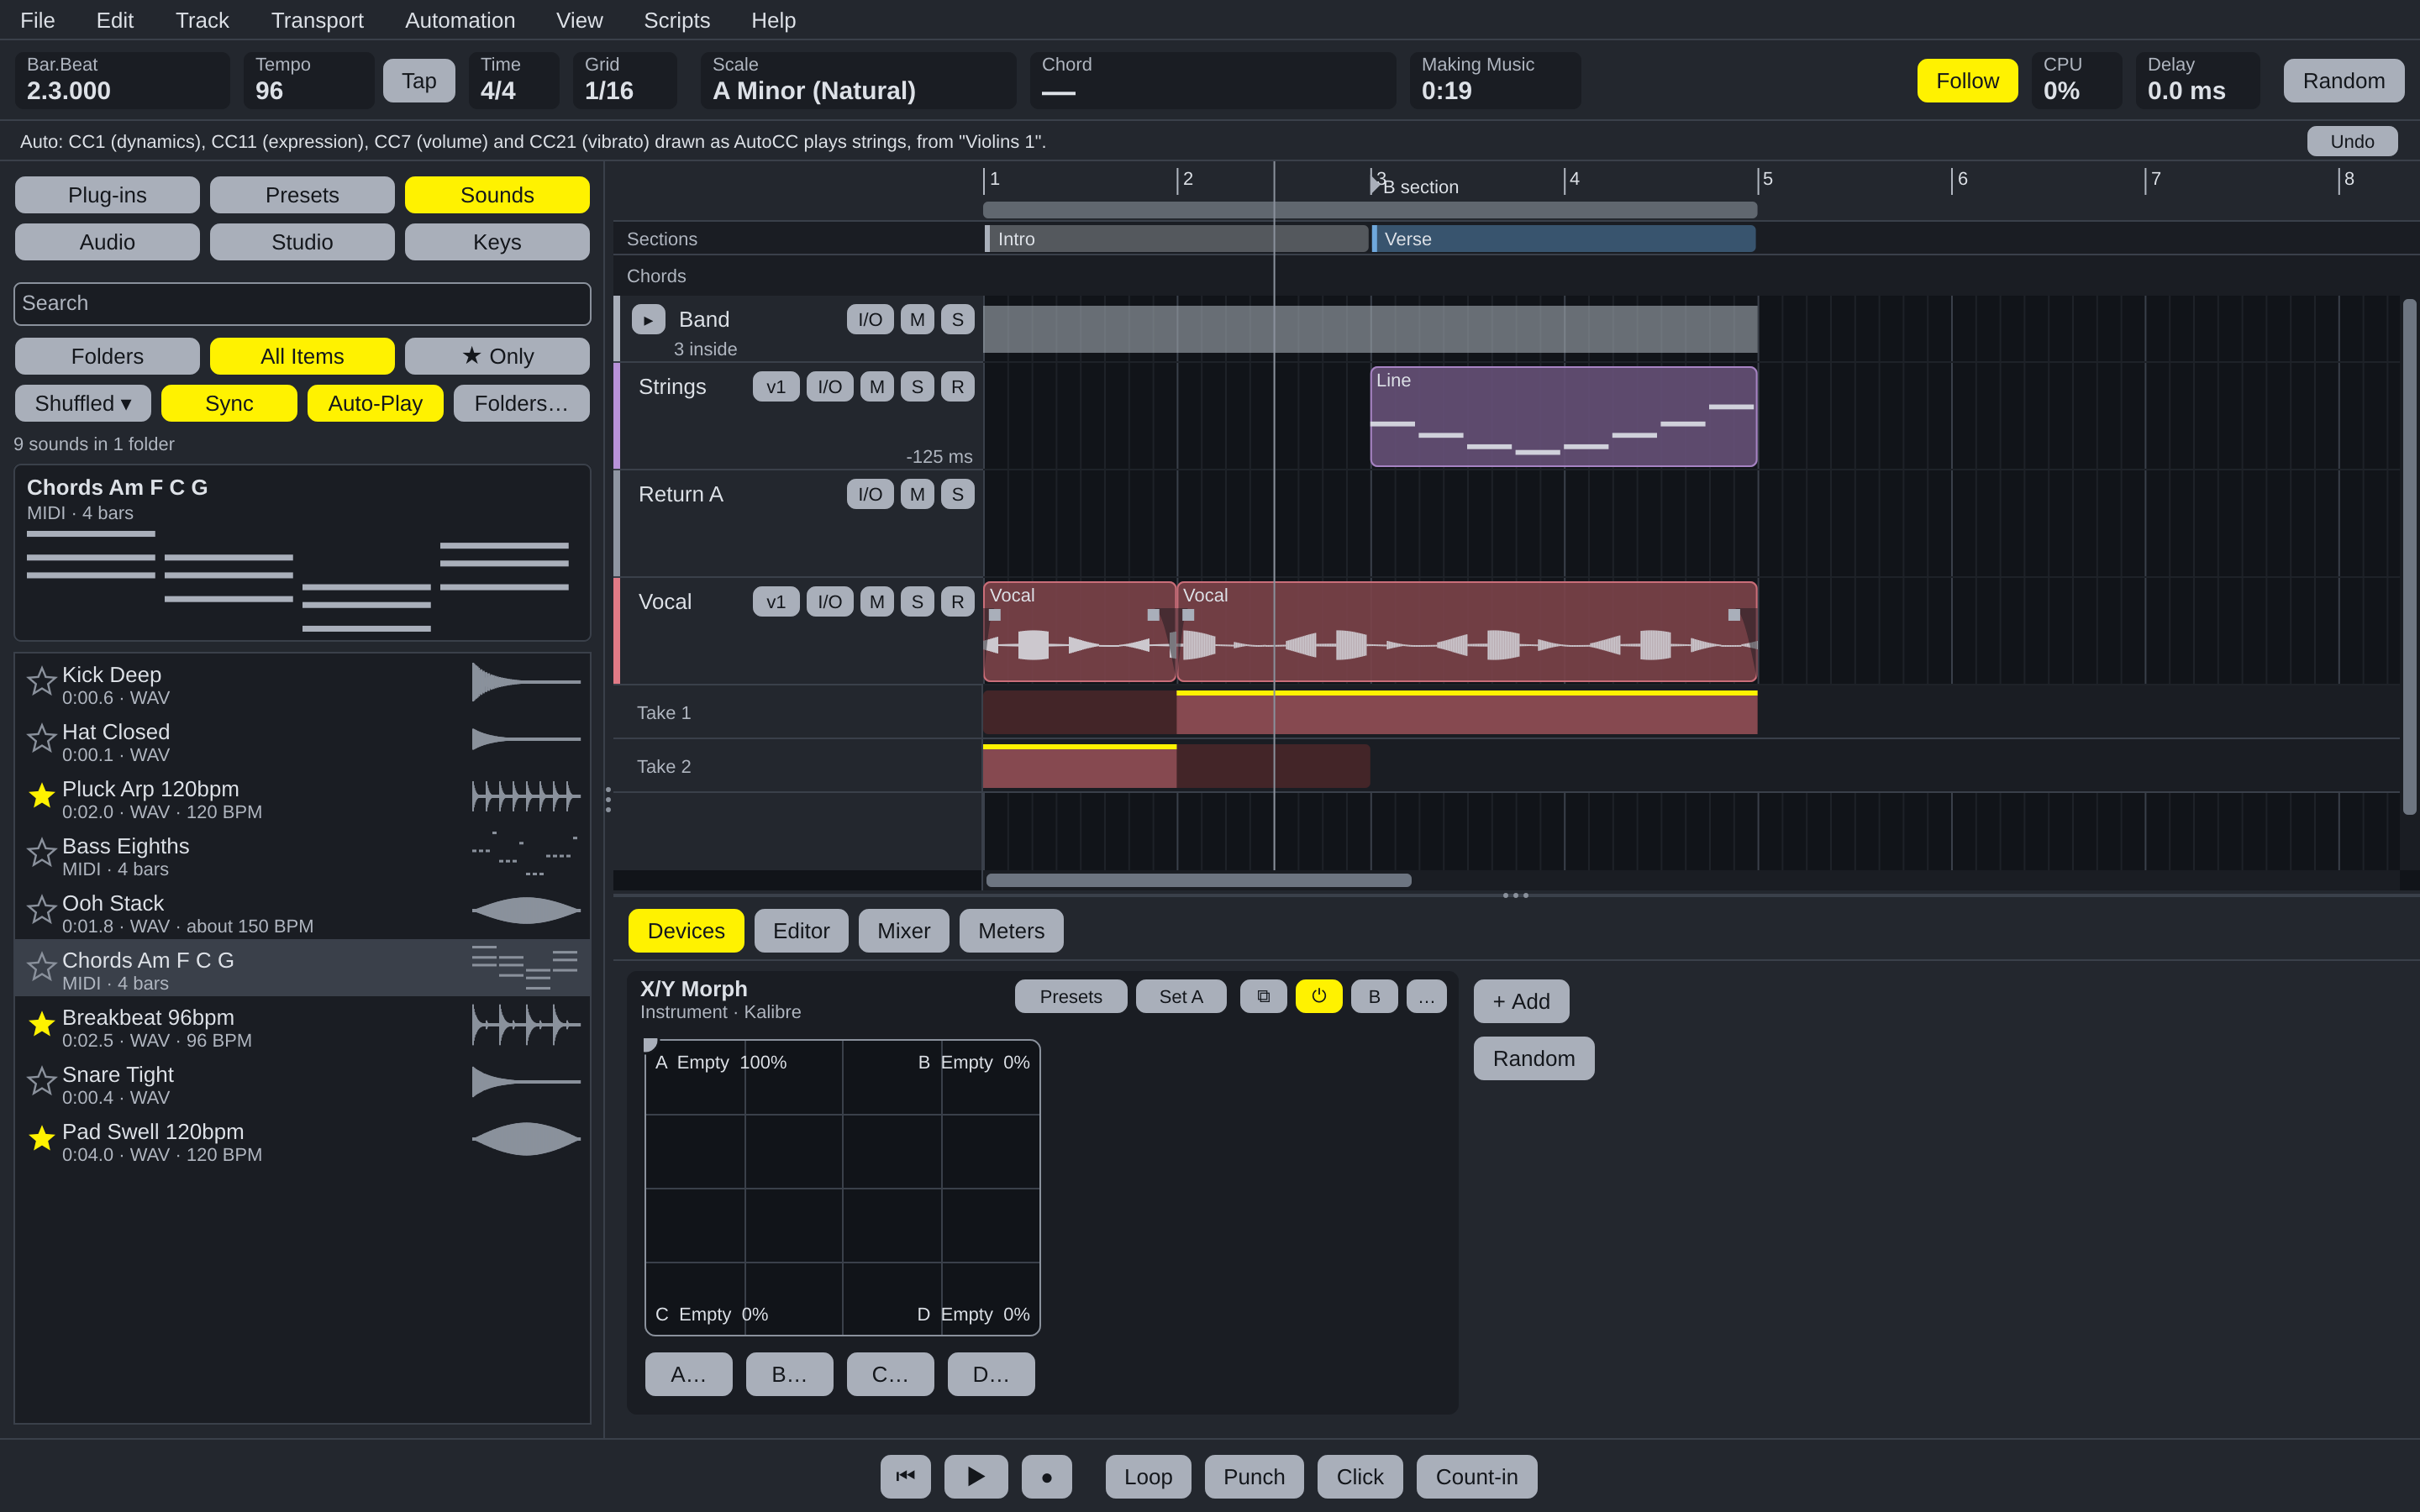 File Edit Track Transport Automation View Scripts Help
Bar.Beat Tempo Time Grid Scale Chord Making Music CPU Delay
2.3.000 96 Tap 4/4 1/16 A Minor (Natural) — 0:19 Follow 0% 0.0 ms Random
Auto: CC1 (dynamics), CC11 (expression), CC7 (volume) and CC21 (vibrato) drawn as AutoCC plays strings, from "Violins 1". Undo
Plug-ins Presets Sounds
Audio Studio Keys
Search
Folders All Items ★ Only
Shuffled ▾ Sync Auto-Play Folders…
9 sounds in 1 folder
Chords Am F C G
MIDI · 4 bars
Kick Deep
0:00.6 · WAV
Hat Closed
0:00.1 · WAV
Pluck Arp 120bpm
0:02.0 · WAV · 120 BPM
Bass Eighths
MIDI · 4 bars
Ooh Stack
0:01.8 · WAV · about 150 BPM
Chords Am F C G
MIDI · 4 bars
Breakbeat 96bpm
0:02.5 · WAV · 96 BPM
Snare Tight
0:00.4 · WAV
Pad Swell 120bpm
0:04.0 · WAV · 120 BPM
1 2 3 4 5 6 7 8
B section
Sections Intro Verse
Chords
Band I/O M S
3 inside
Strings v1 I/O M S R
Line
-125 ms
Return A I/O M S
Vocal v1 I/O M S R
Vocal Vocal
Take 1
Take 2
Devices Editor Mixer Meters
X/Y Morph
Instrument · Kalibre
Presets Set A B …
+ Add
Random
A Empty 100% B Empty 0%
C Empty 0% D Empty 0%
A… B… C… D…
Loop Punch Click Count-in